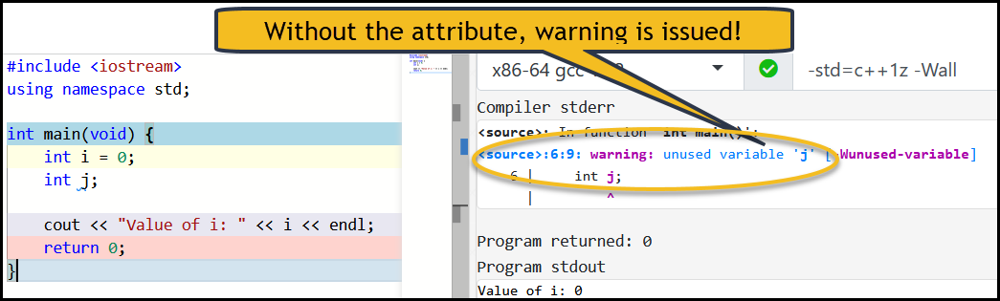 Without the attribute, warning is issued!
#include <iostream>
using namespace std;
int main(void) {
int i = 0;
int j;
cout << "Value of i: " << i << endl;
return 0;
}
x86-64 gcc
-std=c++1z -Wall
Compiler stderr
<source>: In function 'int main()':
<source>:6:9: warning: unused variable 'j' [-Wunused-variable]
6 | int j;
| ^
Program returned: 0
Program stdout
Value of i: 0